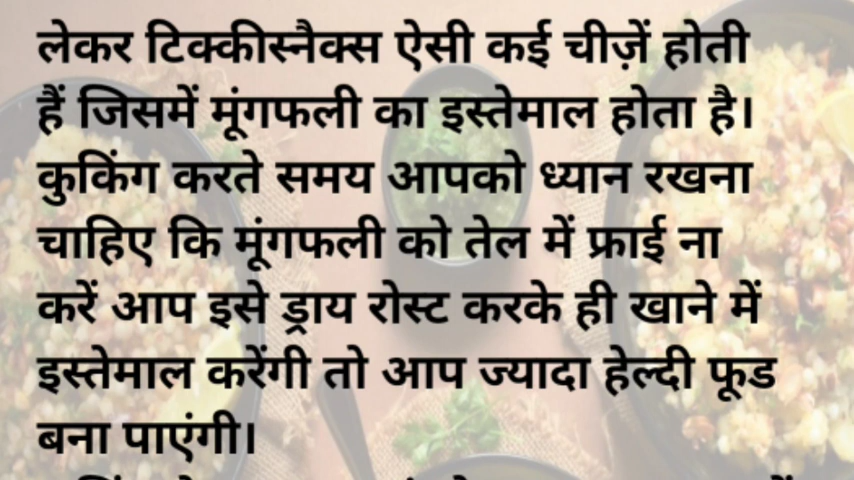 लेकर टिक्कीस्नैक्स ऐसी कई चीज़ें होती
हैं जिसमें मूंगफली का इस्तेमाल होता है।
कुकिंग करते समय आपको ध्यान रखना
चाहिए कि मूंगफली को तेल में फ्राई ना
करें आप इसे ड्राय रोस्ट करके ही खाने में
इस्तेमाल करेंगी तो आप ज्यादा हेल्दी फूड
बना पाएंगी।